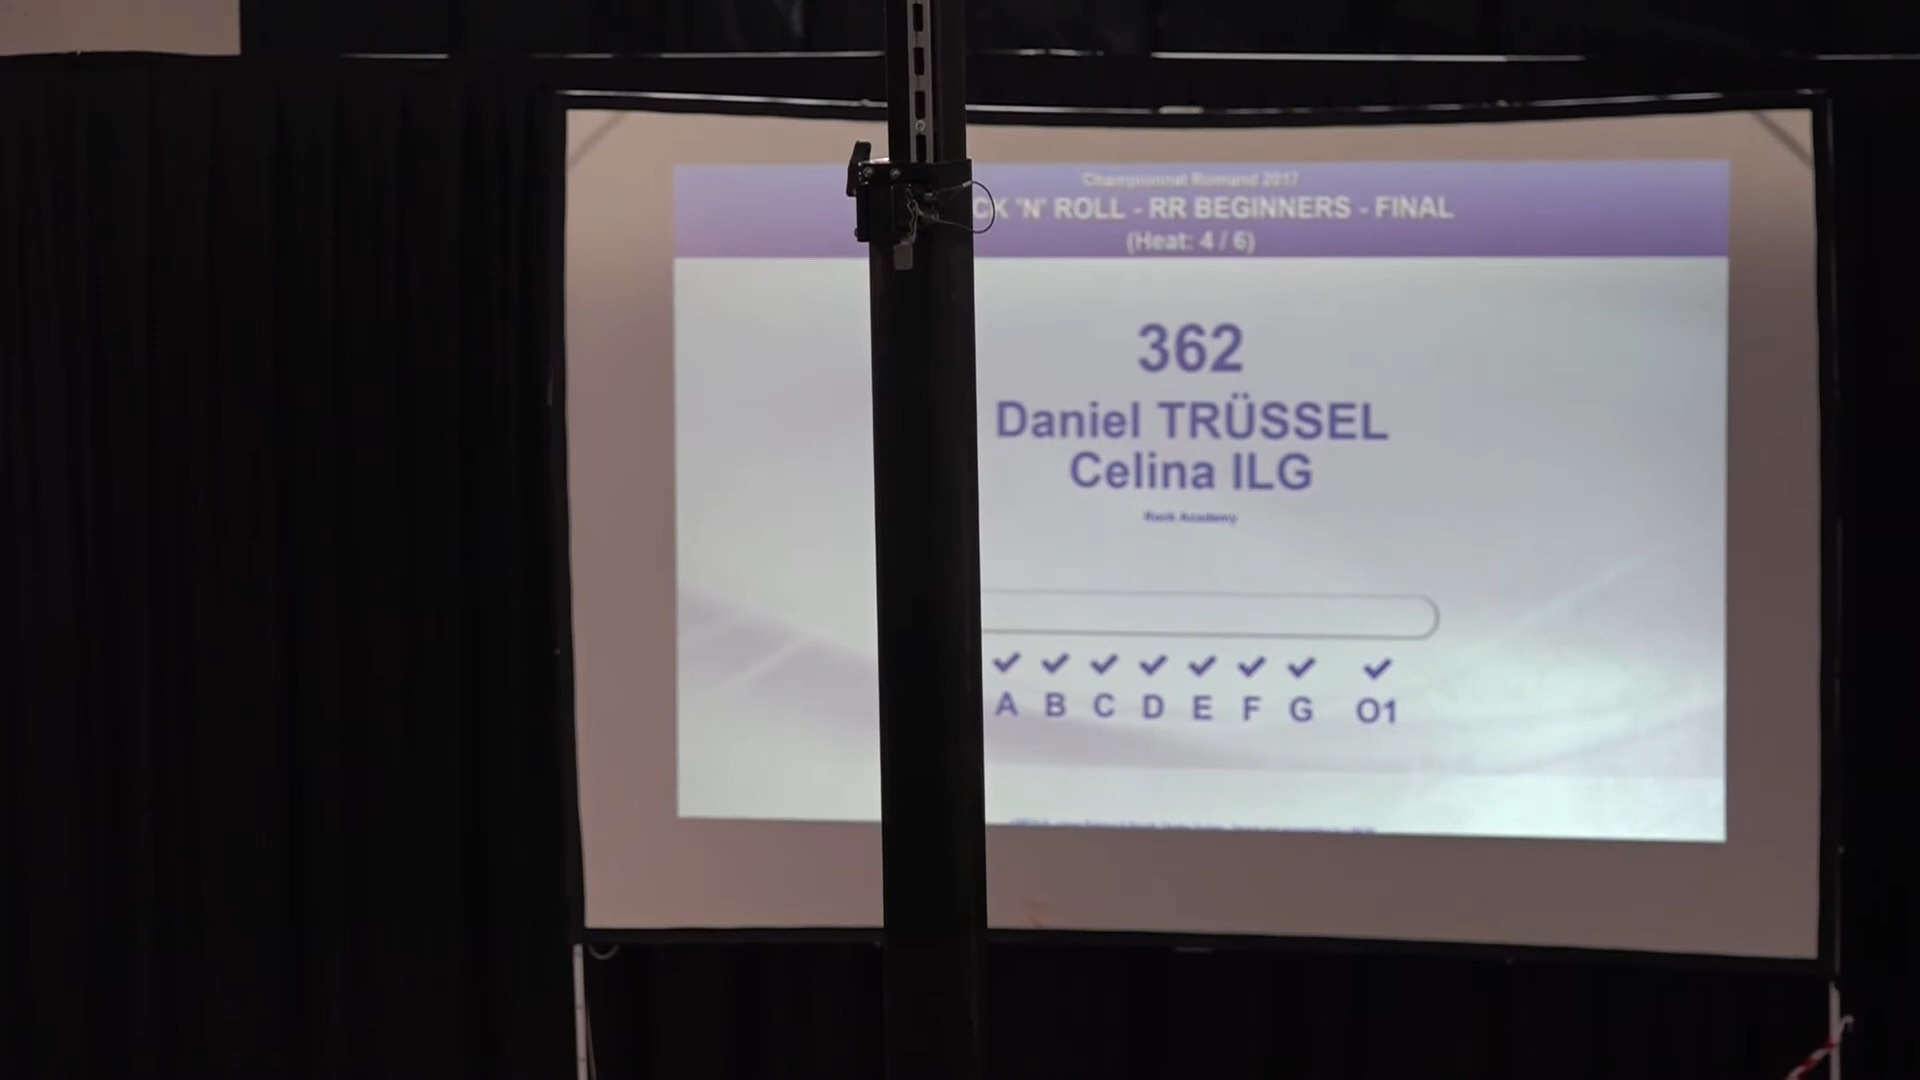 Championnat Romand 2017
CK 'N' ROLL - RR BEGINNERS - FINAL
(Heat: 4 / 6)
362
Daniel TRÜSSEL
Celina ILG
Rock Academy
A B C D E F G O1